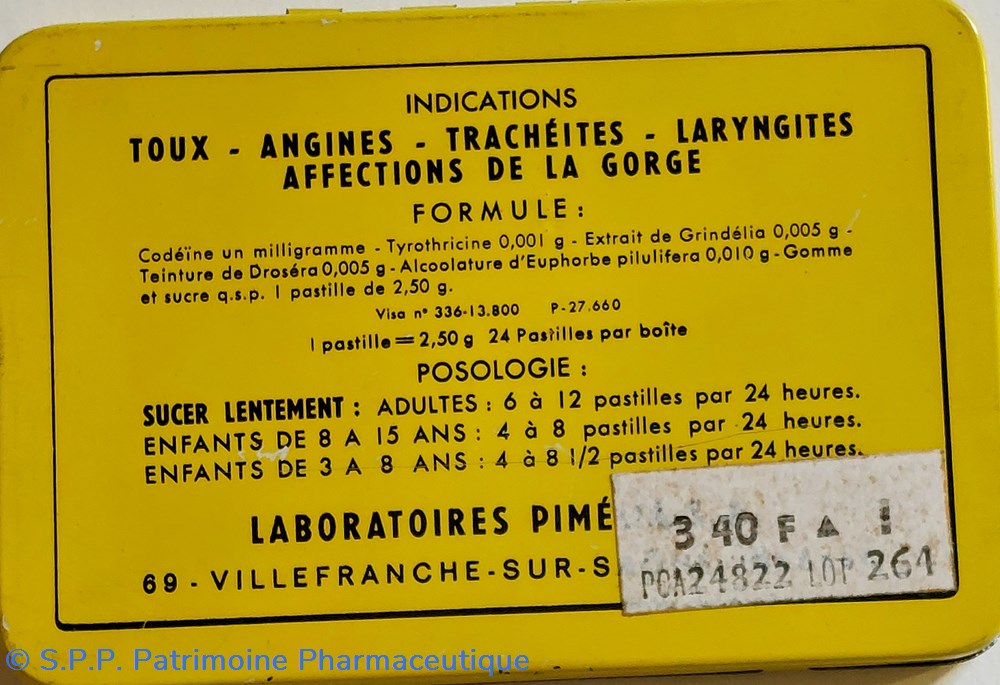 INDICATIONS
TOUX - ANGINES - TRACHÉITES - LARYNGITES
AFFECTIONS DE LA GORGE
FORMULE :
Codéïne un milligramme - Tyrothricine 0,001 g - Extrait de Grindélia 0,005 g -
Teinture de Droséra 0,005 g - Alcoolature d'Euphorbe pilulifera 0,010 g - Gomme
et sucre q.s.p. 1 pastille de 2,50 g.
Visa n° 336-13.800 P-27.660
1 pastille = 2,50 g 24 Pastilles par boîte
POSOLOGIE :
SUCER LENTEMENT : ADULTES : 6 à 12 pastilles par 24 heures.
ENFANTS DE 8 A 15 ANS : 4 à 8 pastilles par 24 heures.
ENFANTS DE 3 A 8 ANS : 4 à 8 1/2 pastilles par 24 heures.
LABORATOIRES PIMÉ
69 - VILLEFRANCHE-SUR-S
3 40 F ▲ !
PCA24822 LOT 264
© S.P.P. Patrimoine Pharmaceutique